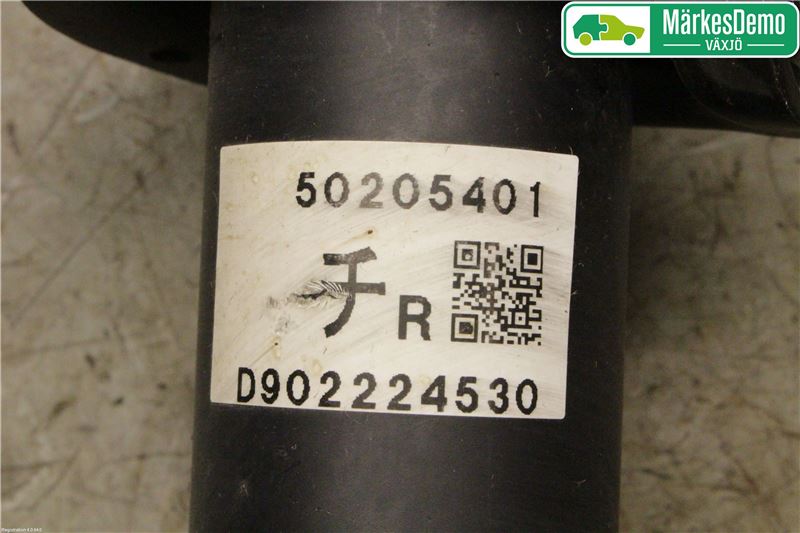 MärkesDemo
VÄXJÖ
50205401
チ R
D902224530